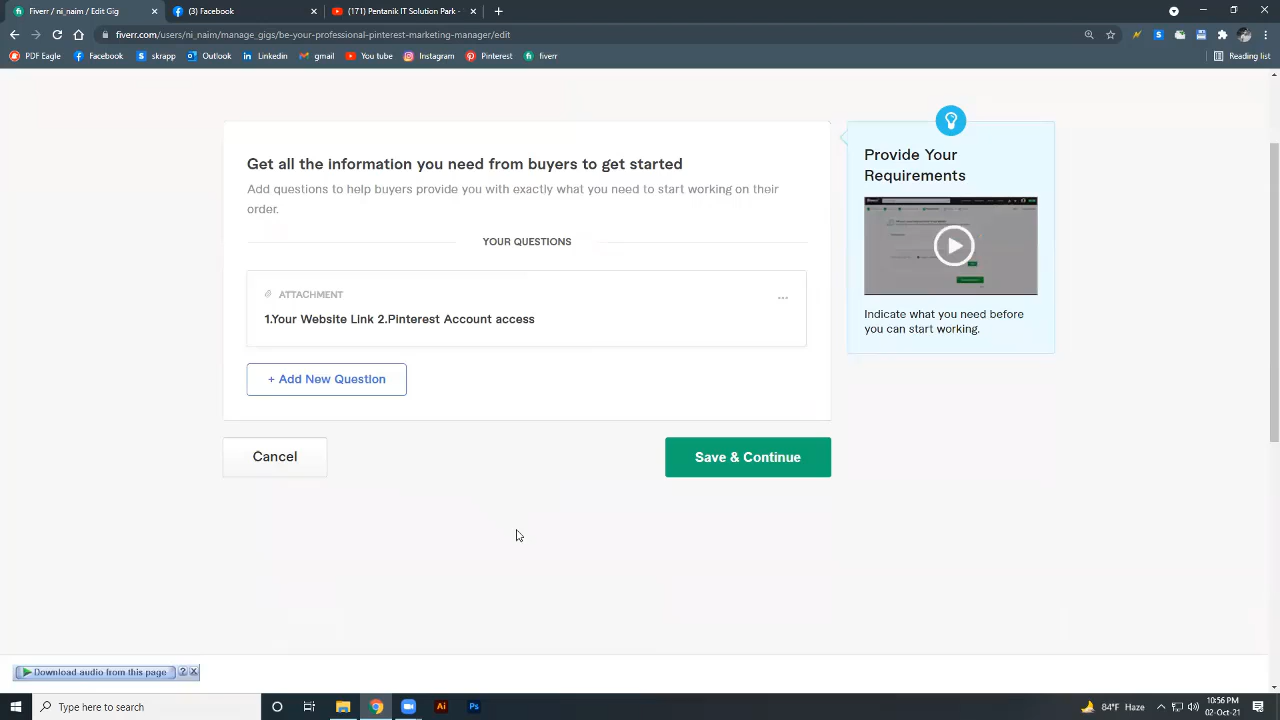 Fiverr / ni_naim / Edit Gig
Facebook
(171) Pentanik IT Solution Park -
fiverr.com/users/ni_naim/manage_gigs/be-your-professional-pinterest-marketing-manager/edit
PDF Eagle
Facebook
skrapp
Outlook
Linkedin
gmail
You tube
Instagram
Pinterest
fiverr
Reading list
Get all the information you need from buyers to get started
Add questions to help buyers provide you with exactly what you need to start working on their
order.
YOUR QUESTIONS
ATTACHMENT
...
1.Your Website Link 2.Pinterest Account access
+ Add New Question
Cancel
Save & Continue
Provide Your
Requirements
Indicate what you need before
you can start working.
Download audio from this page
? X
Type here to search
Ai
Ps
84°F Haze
10:56 PM
02-Oct-21